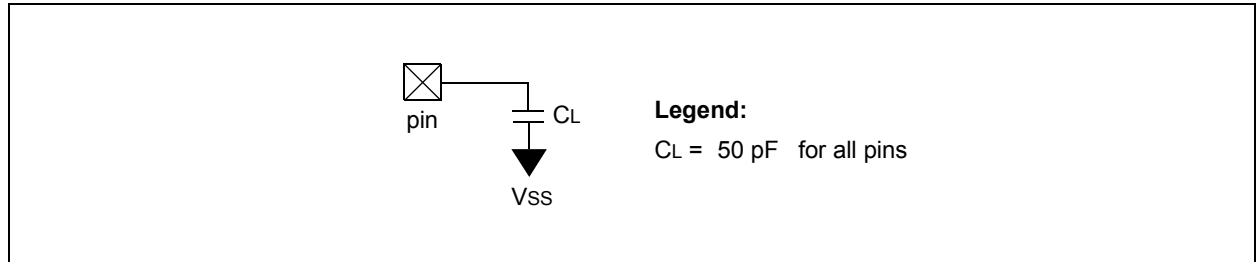 pin
CL
VSS
Legend:
CL = 50 pF for all pins